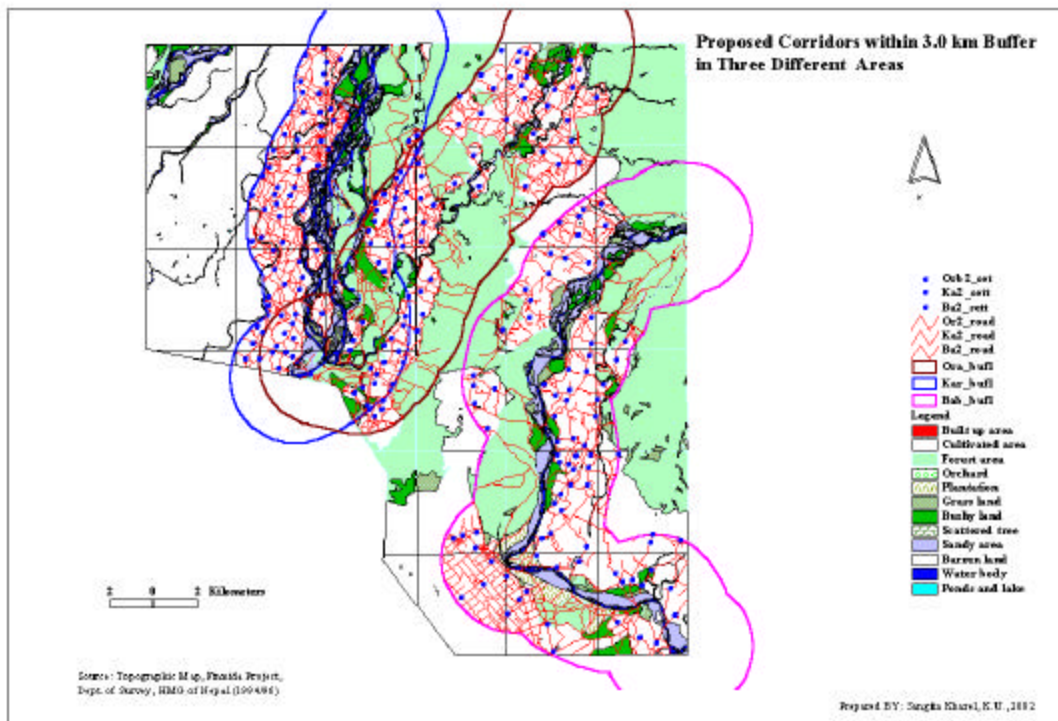 Proposed Corridors within 3.0 km Buffer
in Three Different Areas
Orb2_set
Ka2_sett
Ba2_sett
Or2_road
Ka2_road
Ba2_road
Ora_buf1
Kar_buf1
Bab_buf1
Legend
Built up area
Cultivated area
Forest area
Orchard
Plantation
Grass land
Bushy land
Scattered tree
Sandy area
Barren land
Water body
Ponds and lake
2 0 2 Kilometers
Source: Topographic Map, Project,
Dept. of Survey, HMG of Nepal (1994/96)
Prepared BY: Sangita Kharel, K.U., 2002